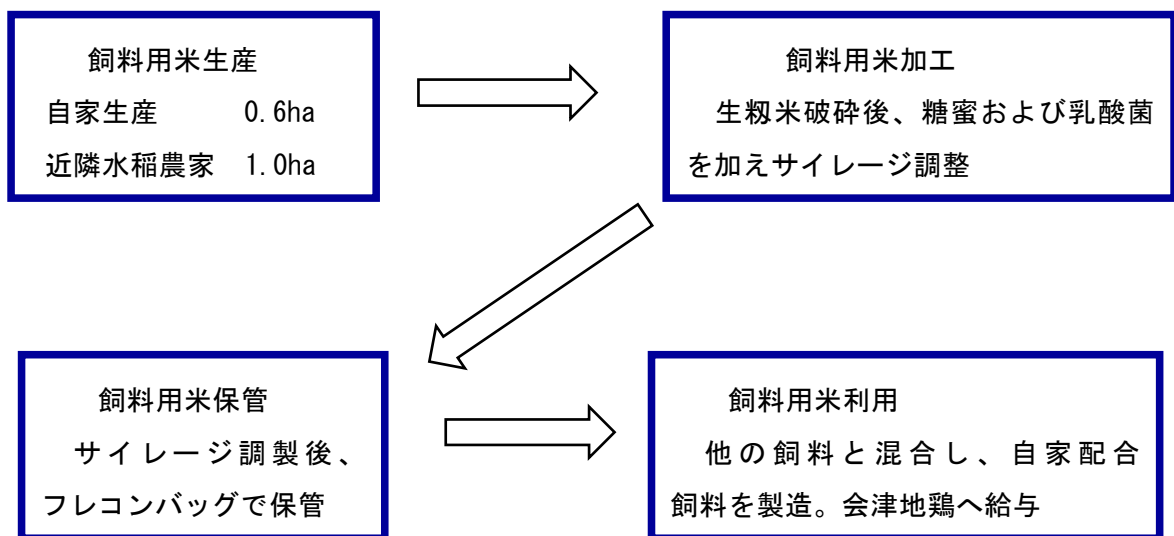 飼料用米生産
自家生産 0.6ha
近隣水稲農家 1.0ha
飼料用米加工
生籾米破砕後、糖蜜および乳酸菌
を加えサイレージ調整
飼料用米保管
サイレージ調製後、
フレコンバッグで保管
飼料用米利用
他の飼料と混合し、自家配合
飼料を製造。会津地鶏へ給与